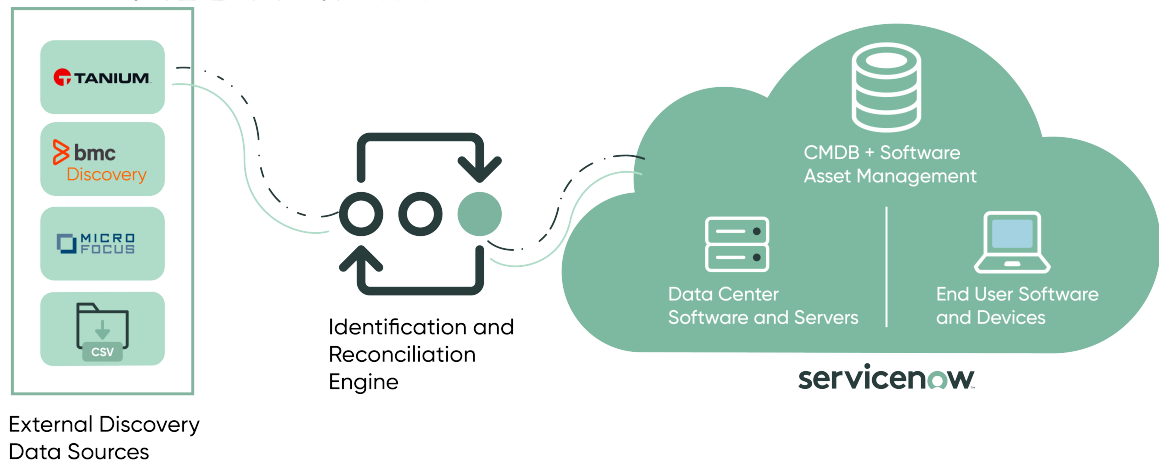 TANIUM
bmc
Discovery
MICRO
FOCUS
CSV
External Discovery
Data Sources
Identification and
Reconciliation
Engine
CMDB + Software
Asset Management
Data Center
Software and Servers
End User Software
and Devices
servicenow